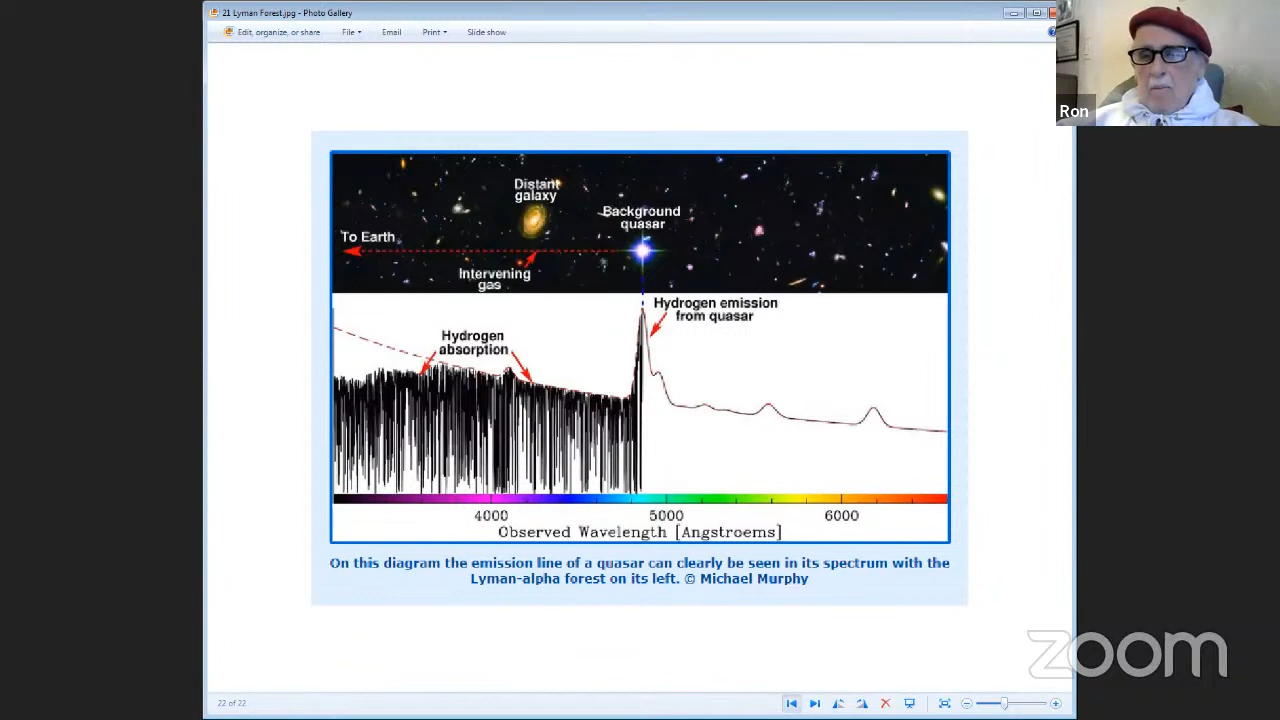 21 Lyman Forest.jpg - Photo Gallery
Edit, organize, or share File Email Print Slide show
Ron
Distant
galaxy
Background
quasar
To Earth
Intervening
gas
Hydrogen emission
from quasar
Hydrogen
absorption
4000 5000 6000
Observed Wavelength [Angstroems]
On this diagram the emission line of a quasar can clearly be seen in its spectrum with the
Lyman-alpha forest on its left. © Michael Murphy
zoom
22 of 22